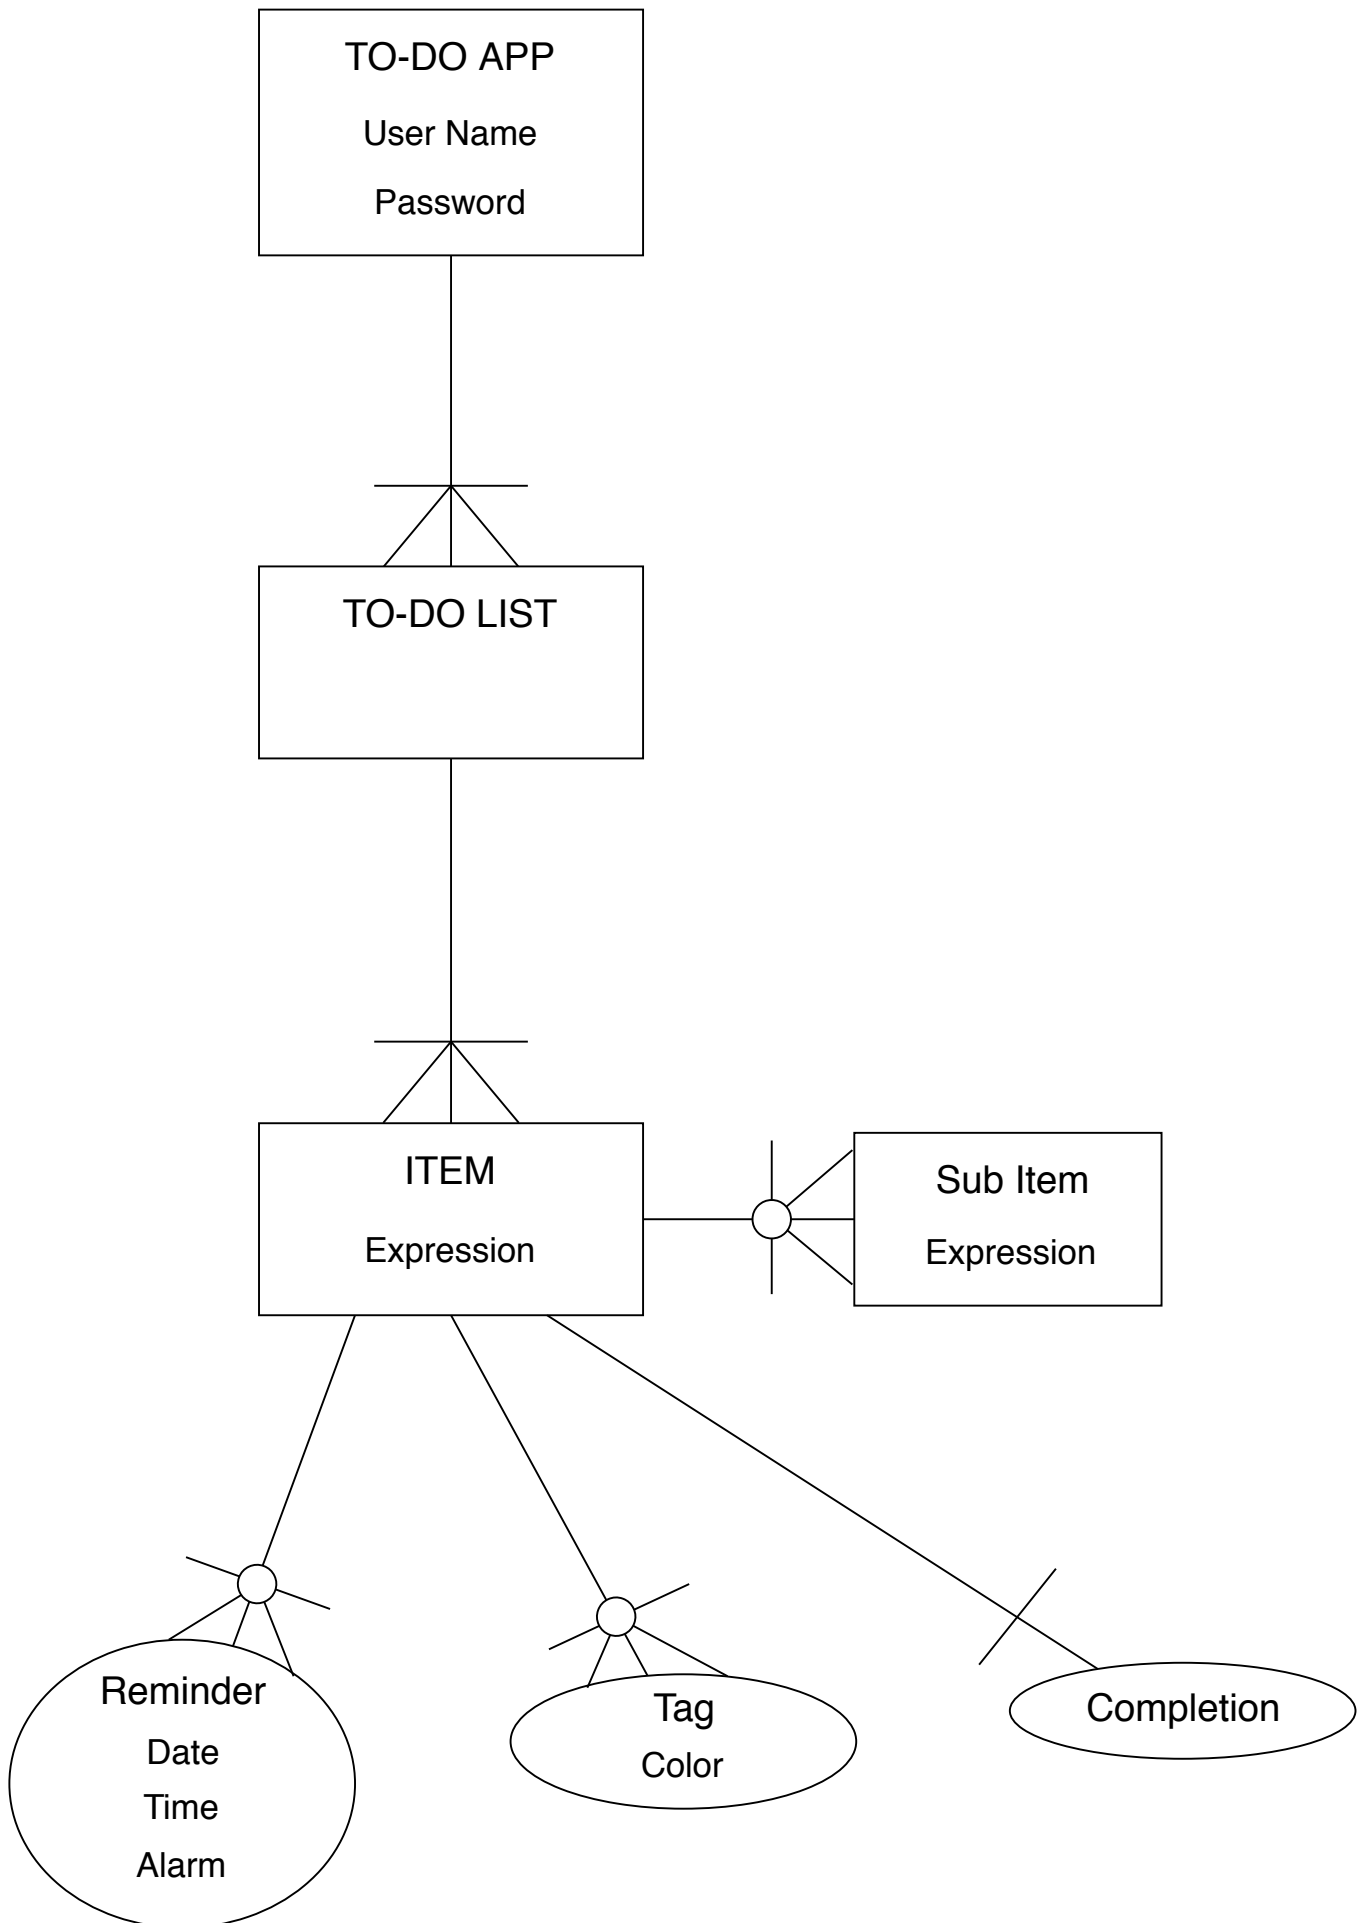 TO-DO APP
User Name
Password
TO-DO LIST
ITEM
Expression
Sub Item
Expression
Reminder
Date
Time
Alarm
Tag
Color
Completion